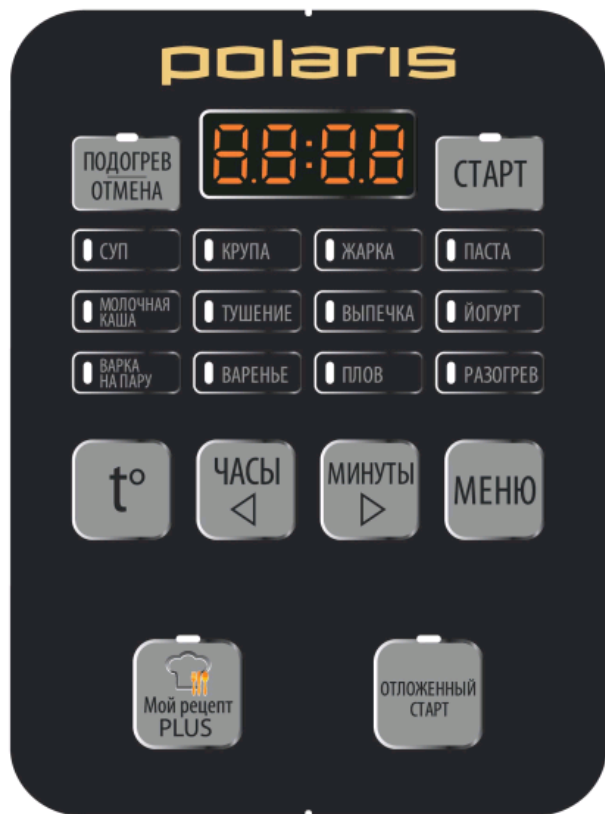 polaris
ПОДОГРЕВ
ОТМЕНА
88:88
СТАРТ
СУП
КРУПА
ЖАРКА
ПАСТА
МОЛОЧНАЯ
КАША
ТУШЕНИЕ
ВЫПЕЧКА
ЙОГУРТ
ВАРКА
НА ПАРУ
ВАРЕНЬЕ
ПЛОВ
РАЗОГРЕВ
t°
ЧАСЫ
МИНУТЫ
МЕНЮ
Мой рецепт
PLUS
ОТЛОЖЕННЫЙ
СТАРТ